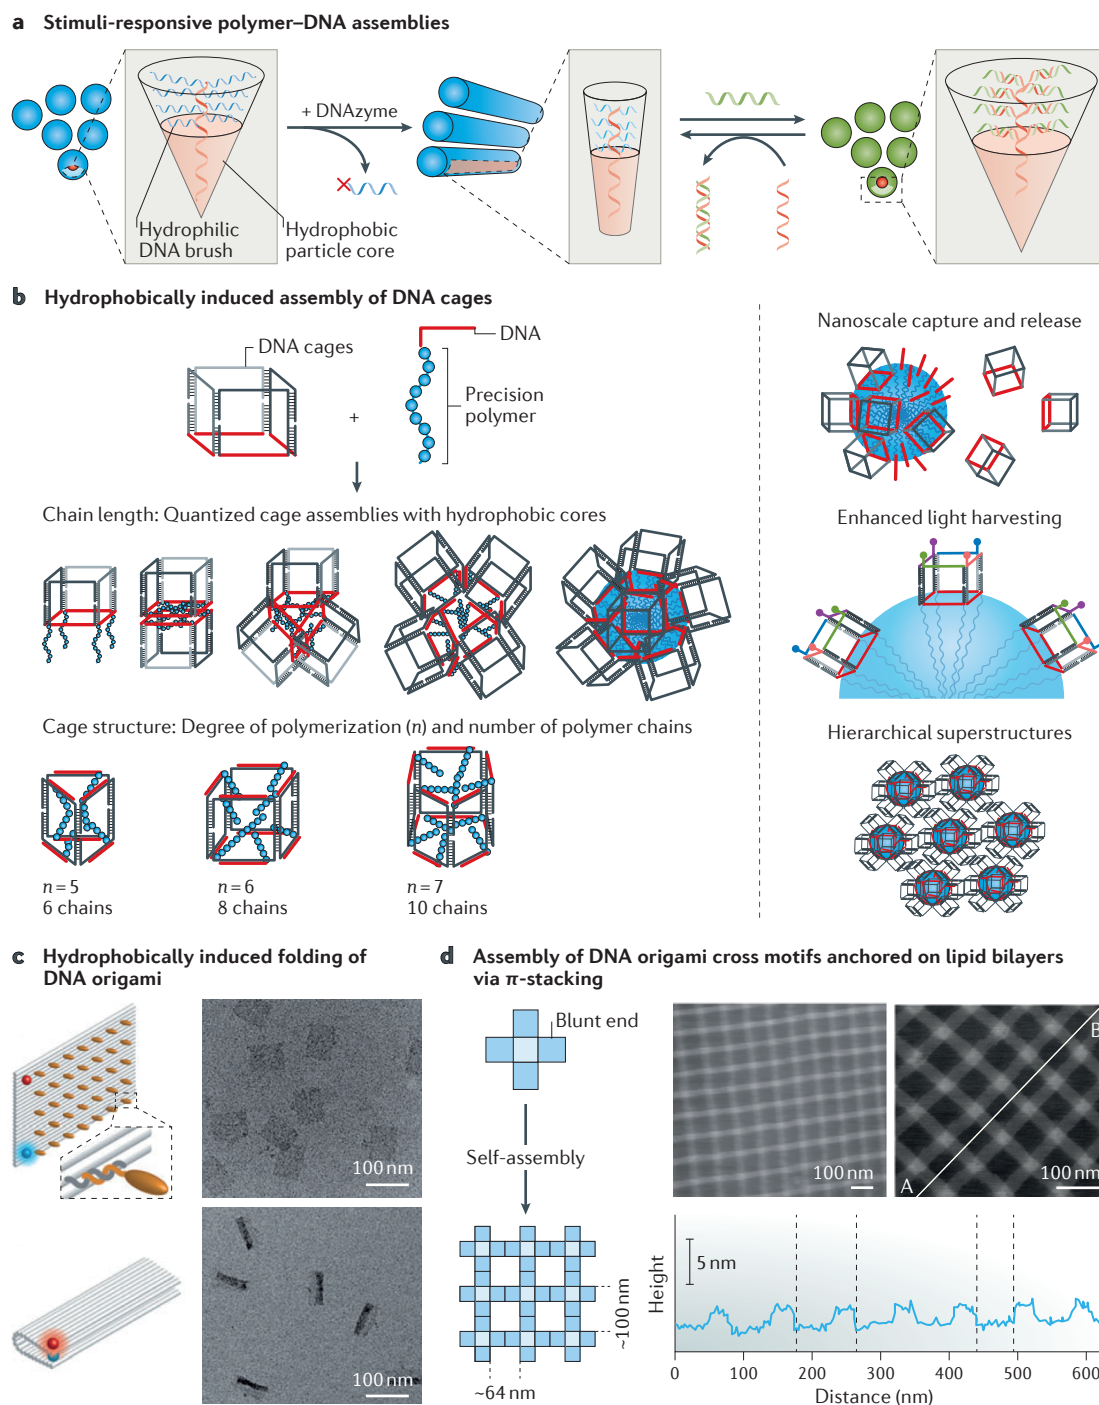 a Stimuli-responsive polymer–DNA assemblies
+ DNAzyme
Hydrophilic
DNA brush
Hydrophobic
particle core
b Hydrophobically induced assembly of DNA cages
DNA cages
+
DNA
Precision
polymer
Chain length: Quantized cage assemblies with hydrophobic cores
Cage structure: Degree of polymerization (n) and number of polymer chains
n = 5
6 chains
n = 6
8 chains
n = 7
10 chains
Nanoscale capture and release
Enhanced light harvesting
Hierarchical superstructures
c Hydrophobically induced folding of
DNA origami
100 nm
100 nm
d Assembly of DNA origami cross motifs anchored on lipid bilayers
via π-stacking
Blunt end
Self-assembly
~100 nm
~64 nm
100 nm
B
A
100 nm
5 nm
Height
0 100 200 300 400 500 600
Distance (nm)